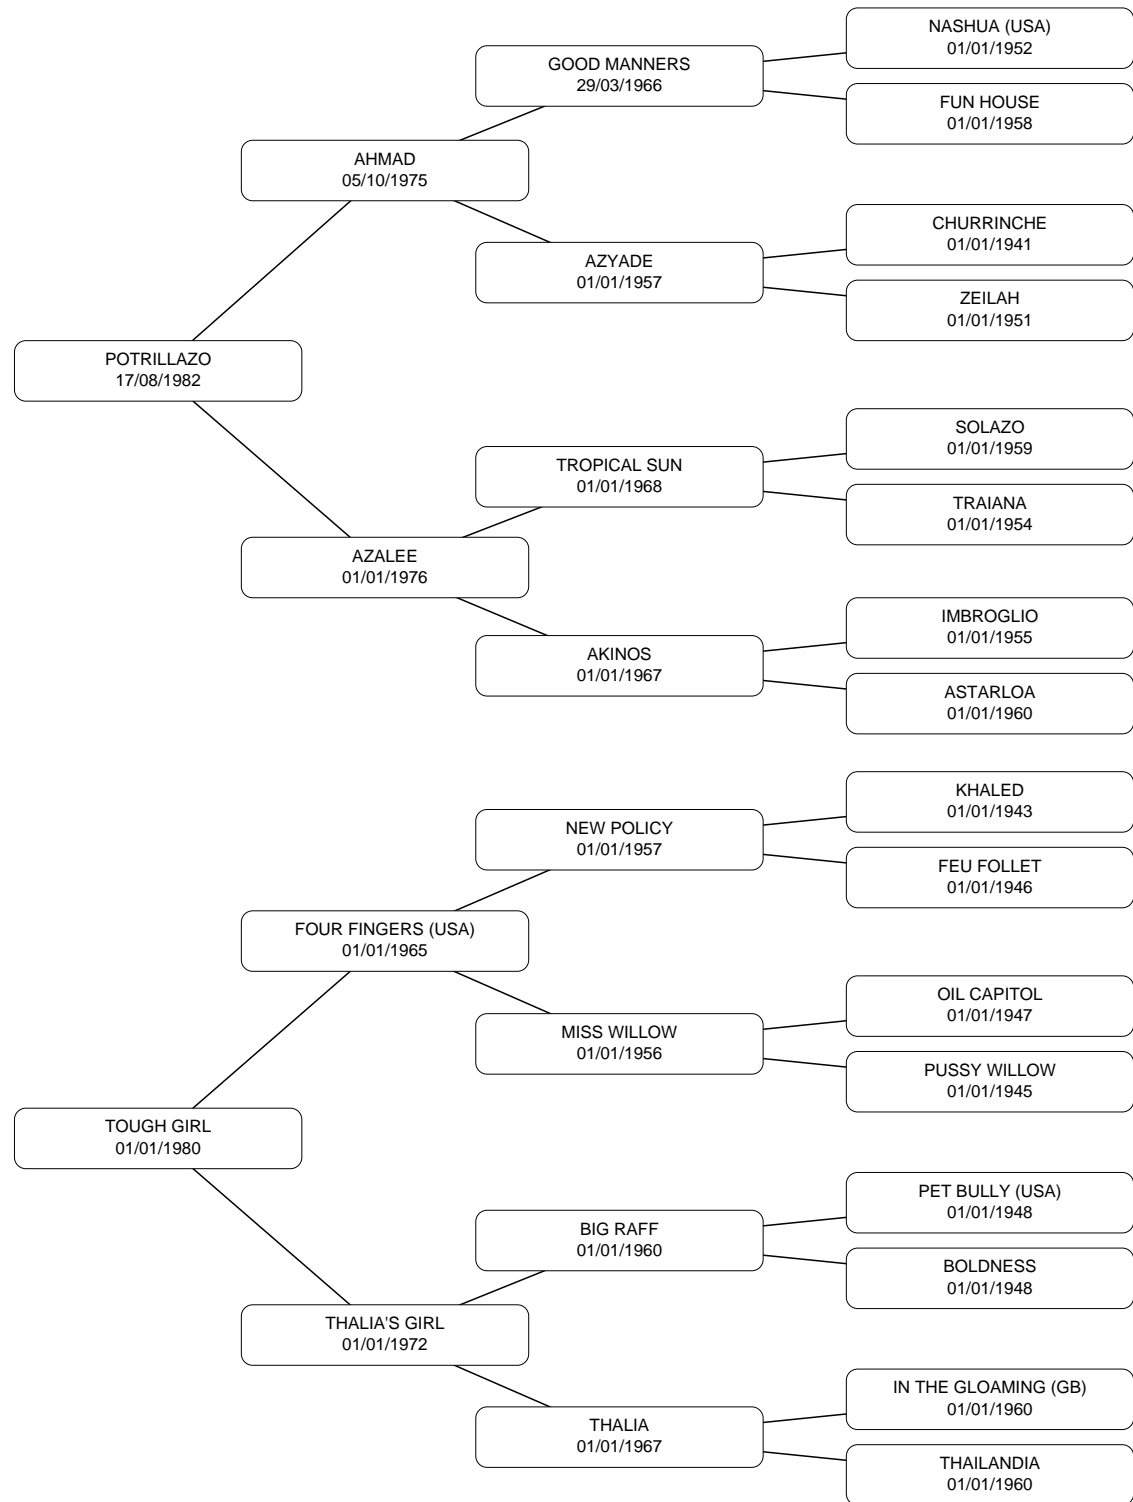 NASHUA (USA)
01/01/1952
GOOD MANNERS
29/03/1966
FUN HOUSE
01/01/1958
AHMAD
05/10/1975
CHURRINCHE
01/01/1941
AZYADE
01/01/1957
ZEILAH
01/01/1951
POTRILLAZO
17/08/1982
SOLAZO
01/01/1959
TROPICAL SUN
01/01/1968
TRAIANA
01/01/1954
AZALEE
01/01/1976
IMBROGLIO
01/01/1955
AKINOS
01/01/1967
ASTARLOA
01/01/1960
KHALED
01/01/1943
NEW POLICY
01/01/1957
FEU FOLLET
01/01/1946
FOUR FINGERS (USA)
01/01/1965
OIL CAPITOL
01/01/1947
MISS WILLOW
01/01/1956
PUSSY WILLOW
01/01/1945
TOUGH GIRL
01/01/1980
PET BULLY (USA)
01/01/1948
BIG RAFF
01/01/1960
BOLDNESS
01/01/1948
THALIA'S GIRL
01/01/1972
IN THE GLOAMING (GB)
01/01/1960
THALIA
01/01/1967
THAILANDIA
01/01/1960